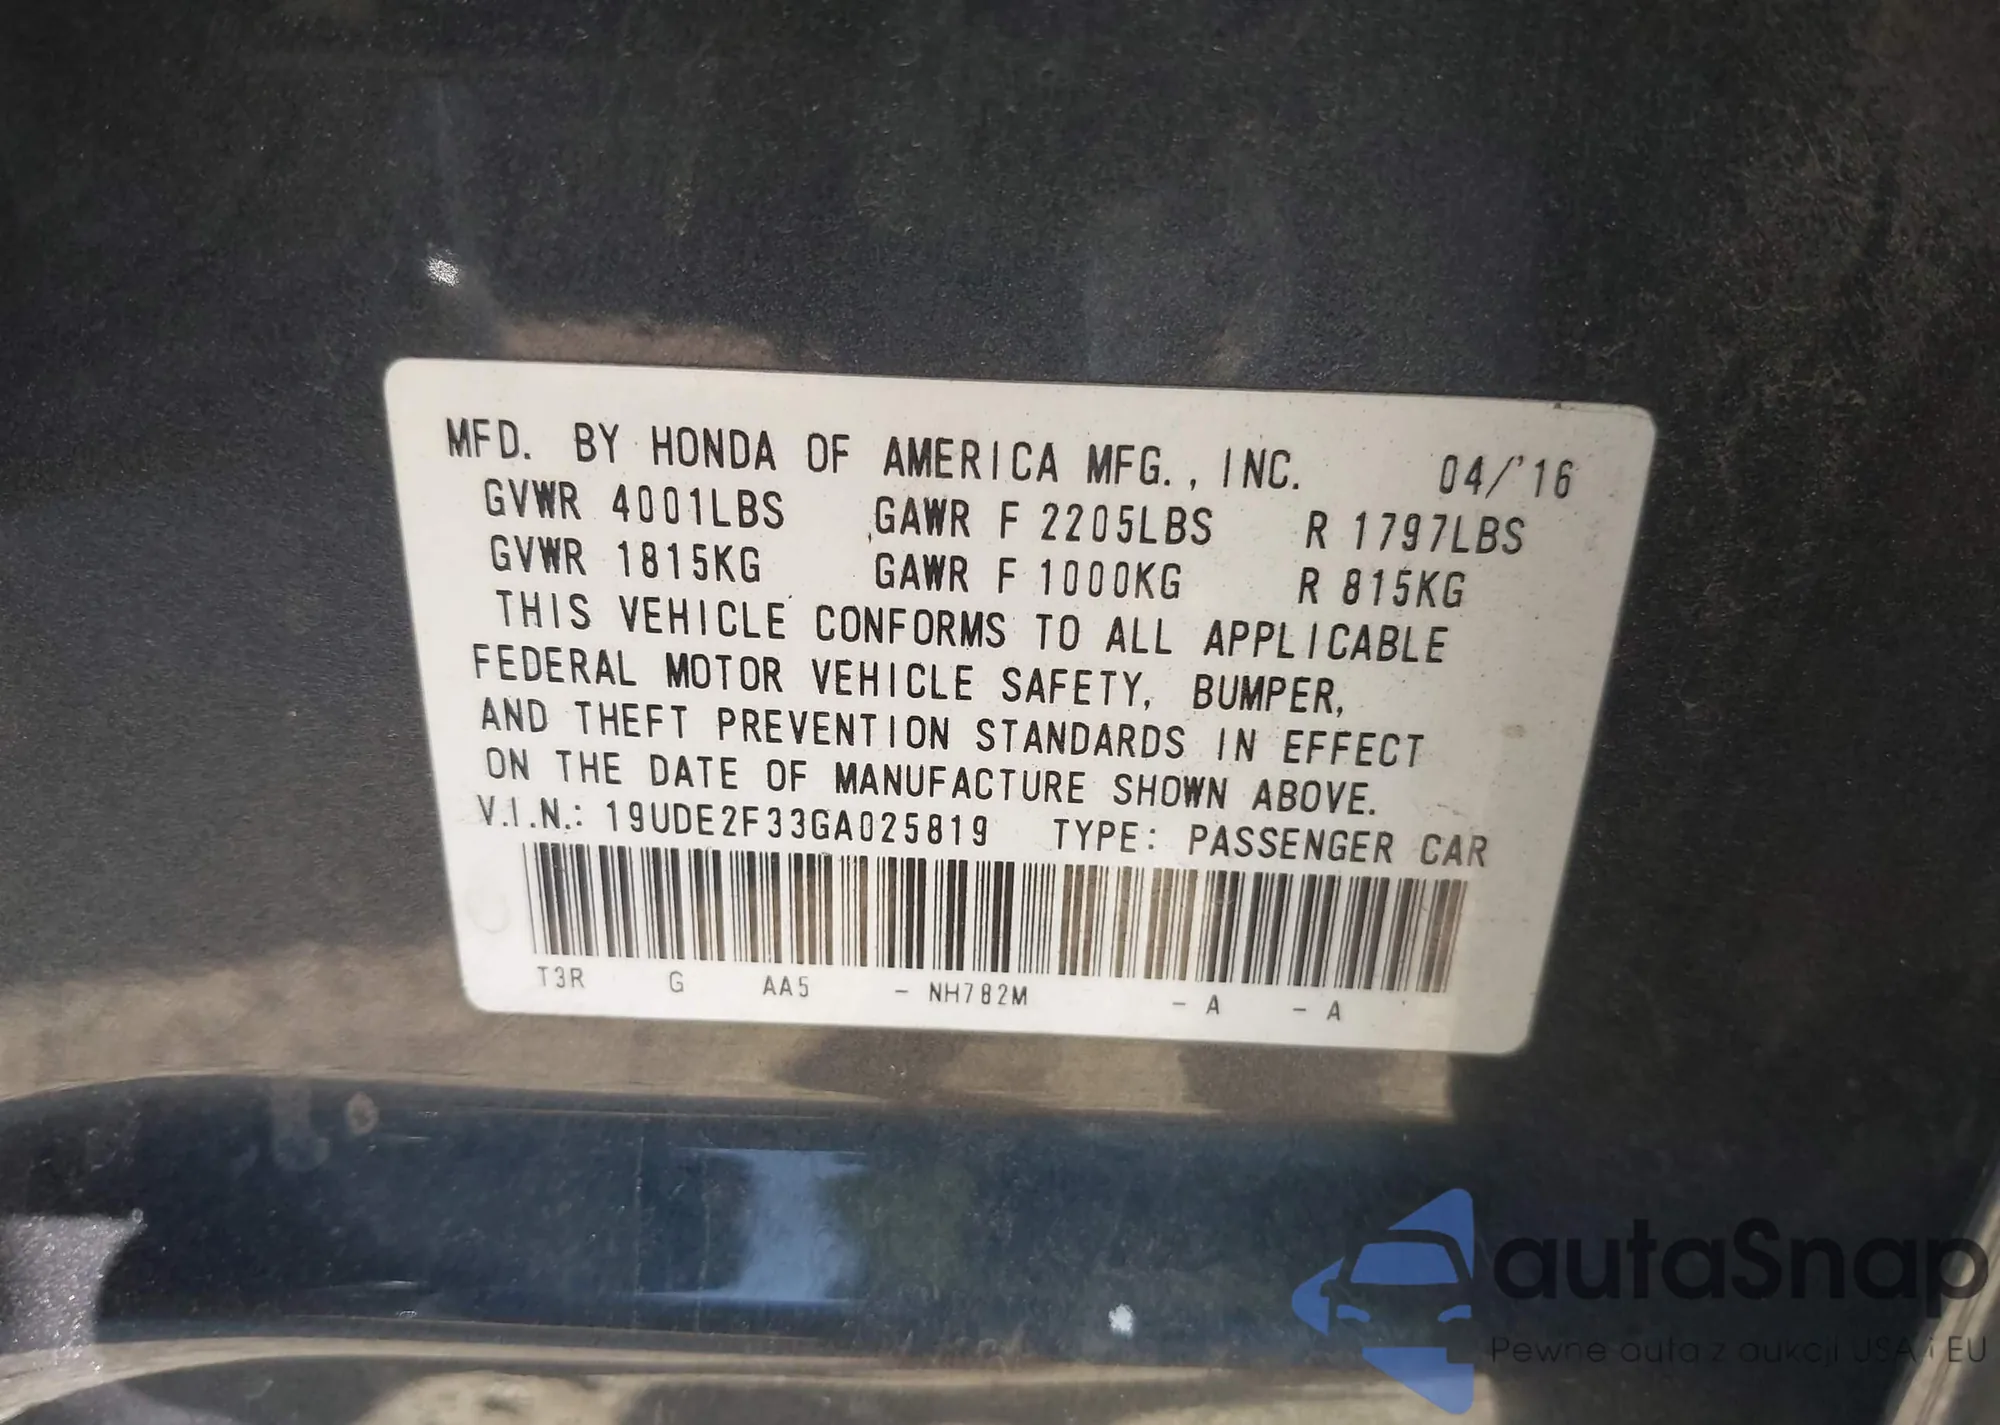 MFD. BY HONDA OF AMERICA MFG., INC. 04/'16
GVWR 4001LBS GAWR F 2205LBS R 1797LBS
GVWR 1815KG GAWR F 1000KG R 815KG
THIS VEHICLE CONFORMS TO ALL APPLICABLE
FEDERAL MOTOR VEHICLE SAFETY, BUMPER,
AND THEFT PREVENTION STANDARDS IN EFFECT
ON THE DATE OF MANUFACTURE SHOWN ABOVE.
V.I.N.: 19UDE2F33GA025819 TYPE: PASSENGER CAR
T3R G AA5 - NH782M - A - A
autaSnap
Pewne auta z aukcji USA i EU